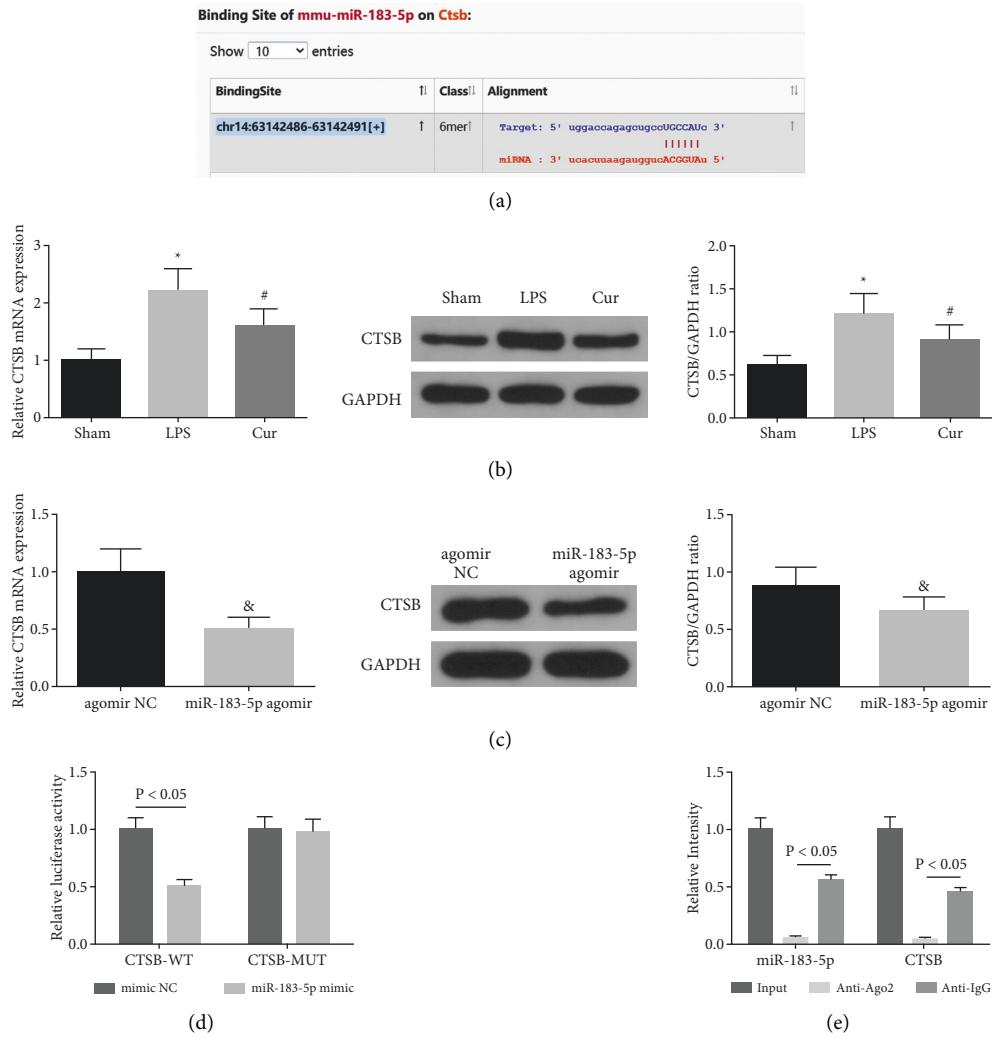 Binding Site of mmu-miR-183-5p on Ctsb:
Show 10 entries
BindingSite Class Alignment
chr14:63142486-63142491[+] 6mer Target: 5' uggaccagagcugccUGCCAUc 3'
miRNA : 3' ucacuuaagauggucACGGUAu 5'
(a)
Relative CTSB mRNA expression
3
2
1
0
*
#
Sham LPS Cur
Sham LPS Cur
CTSB
GAPDH
CTSB/GAPDH ratio
2.0
1.5
1.0
0.5
0.0
*
#
Sham LPS Cur
(b)
Relative CTSB mRNA expression
1.5
1.0
0.5
0.0
&
agomir NC miR-183-5p agomir
agomir
NC
miR-183-5p
agomir
CTSB
GAPDH
CTSB/GAPDH ratio
1.5
1.0
0.5
0.0
&
agomir NC miR-183-5p agomir
(c)
Relative luciferase activity
1.5
1.0
0.5
0.0
P < 0.05
CTSB-WT CTSB-MUT
mimic NC miR-183-5p mimic
(d)
Relative Intensity
1.5
1.0
0.5
0.0
P < 0.05
P < 0.05
miR-183-5p CTSB
Input Anti-Ago2 Anti-IgG
(e)